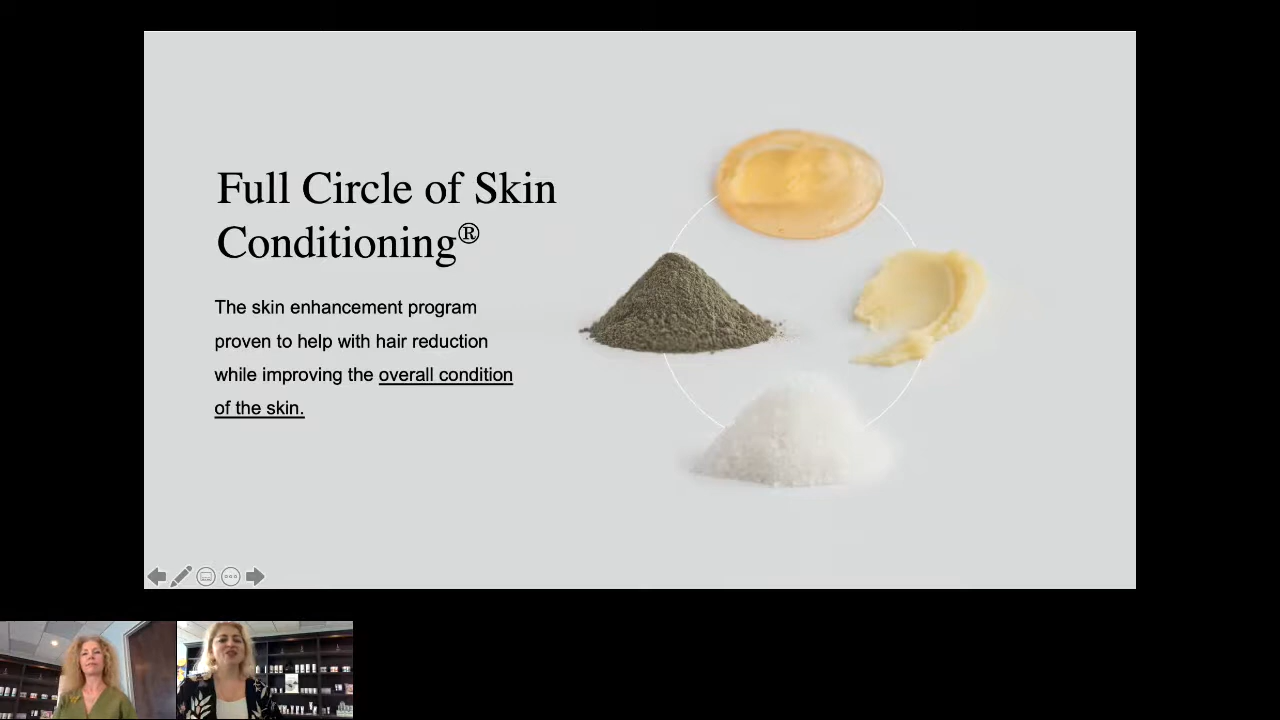 Full Circle of Skin
Conditioning®
The skin enhancement program
proven to help with hair reduction
while improving the overall condition
of the skin.